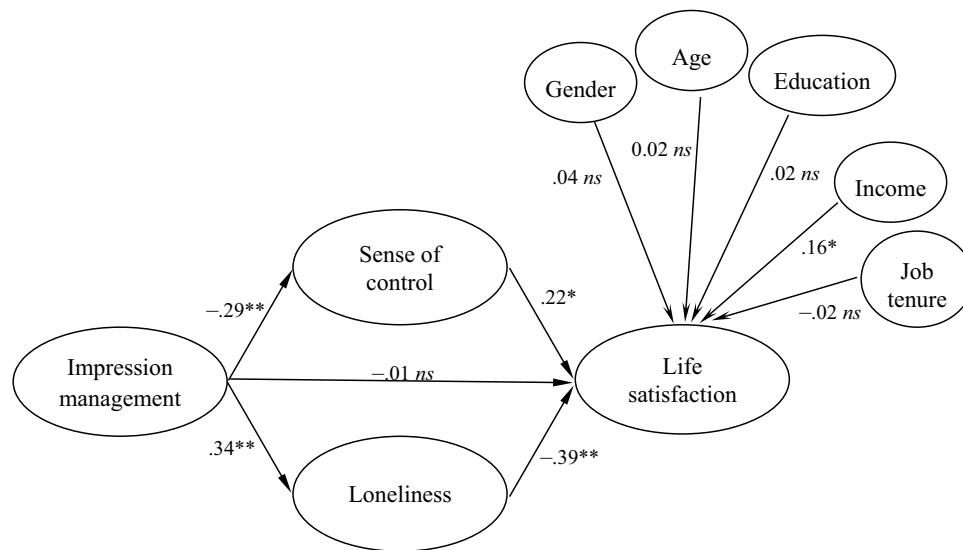 Gender
Age
Education
.04 ns
0.02 ns
.02 ns
Income
.16*
Job
tenure
–.02 ns
Sense of
control
–.29**
.22*
Impression
management
–.01 ns
Life
satisfaction
.34**
–.39**
Loneliness